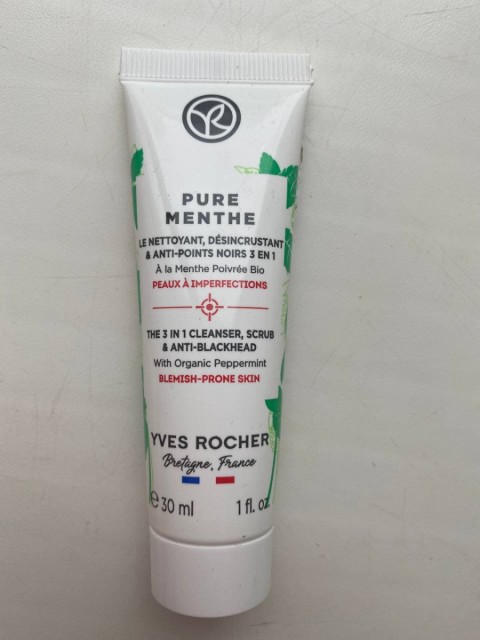 YR
PURE
MENTHE
LE NETTOYANT, DÉSINCRUSTANT
& ANTI-POINTS NOIRS 3 EN 1
À la Menthe Poivrée Bio
PEAUX À IMPERFECTIONS
THE 3 IN 1 CLEANSER, SCRUB
& ANTI-BLACKHEAD
With Organic Peppermint
BLEMISH-PRONE SKIN
YVES ROCHER
Bretagne, France
℮ 30 ml 1 fl. oz